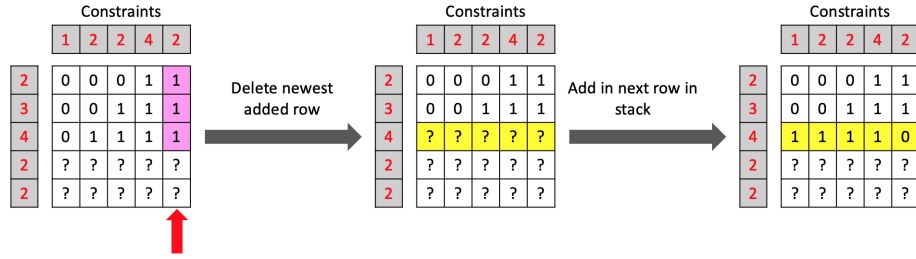 Constraints
1 2 2 4 2
2 0 0 0 1 1
3 0 0 1 1 1
4 0 1 1 1 1
2 ? ? ? ? ?
2 ? ? ? ? ?
Delete newest
added row
Constraints
1 2 2 4 2
2 0 0 0 1 1
3 0 0 1 1 1
4 ? ? ? ? ?
2 ? ? ? ? ?
2 ? ? ? ? ?
Add in next row in
stack
Constraints
1 2 2 4 2
2 0 0 0 1 1
3 0 0 1 1 1
4 1 1 1 1 0
2 ? ? ? ? ?
2 ? ? ? ? ?